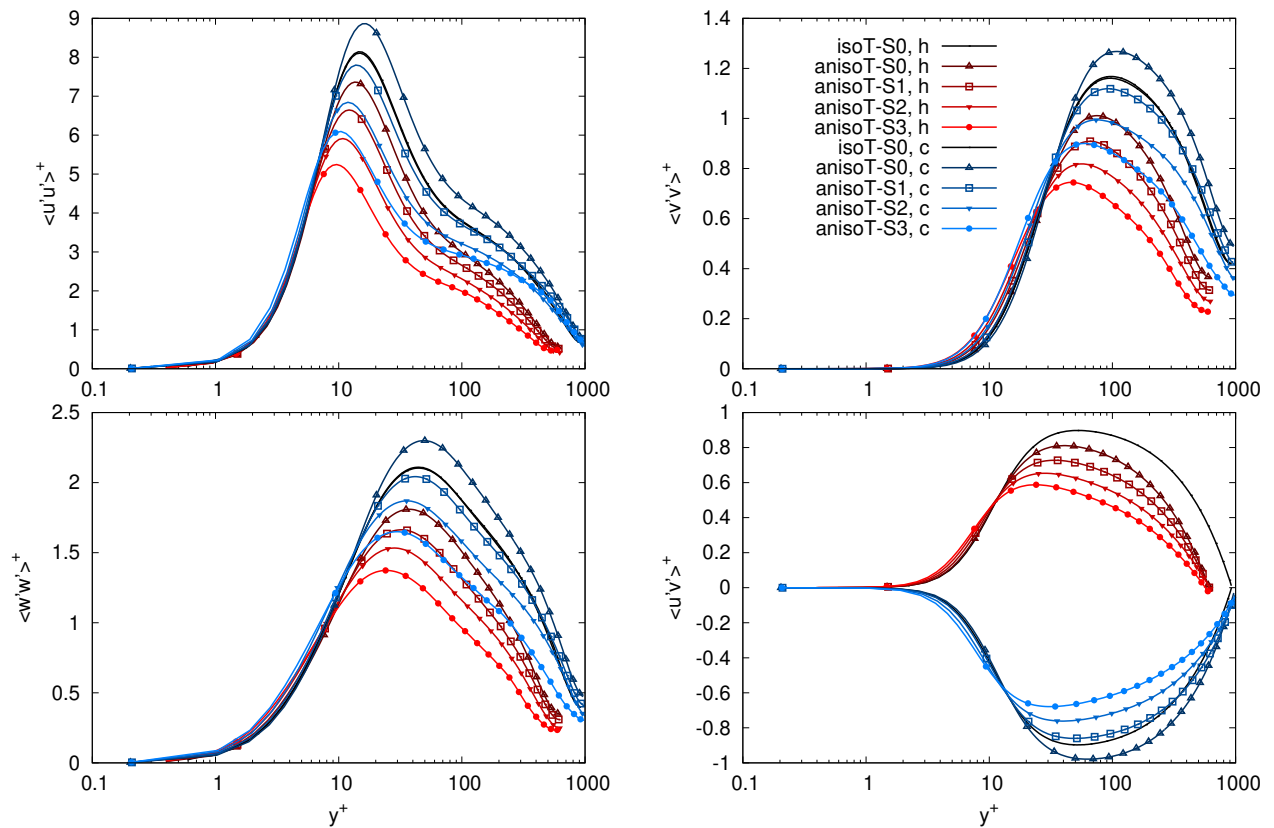 9
8
7
6
5
4
3
2
1
0
<u'u'>+
0.1 1 10 100 1000
1.4
1.2
1
0.8
0.6
0.4
0.2
0
<v'v'>+
0.1 1 10 100 1000
isoT-S0, h
anisoT-S0, h
anisoT-S1, h
anisoT-S2, h
anisoT-S3, h
isoT-S0, c
anisoT-S0, c
anisoT-S1, c
anisoT-S2, c
anisoT-S3, c
2.5
2
1.5
1
0.5
0
<w'w'>+
0.1 1 10 100 1000
y+
1
0.8
0.6
0.4
0.2
0
-0.2
-0.4
-0.6
-0.8
-1
<u'v'>+
0.1 1 10 100 1000
y+